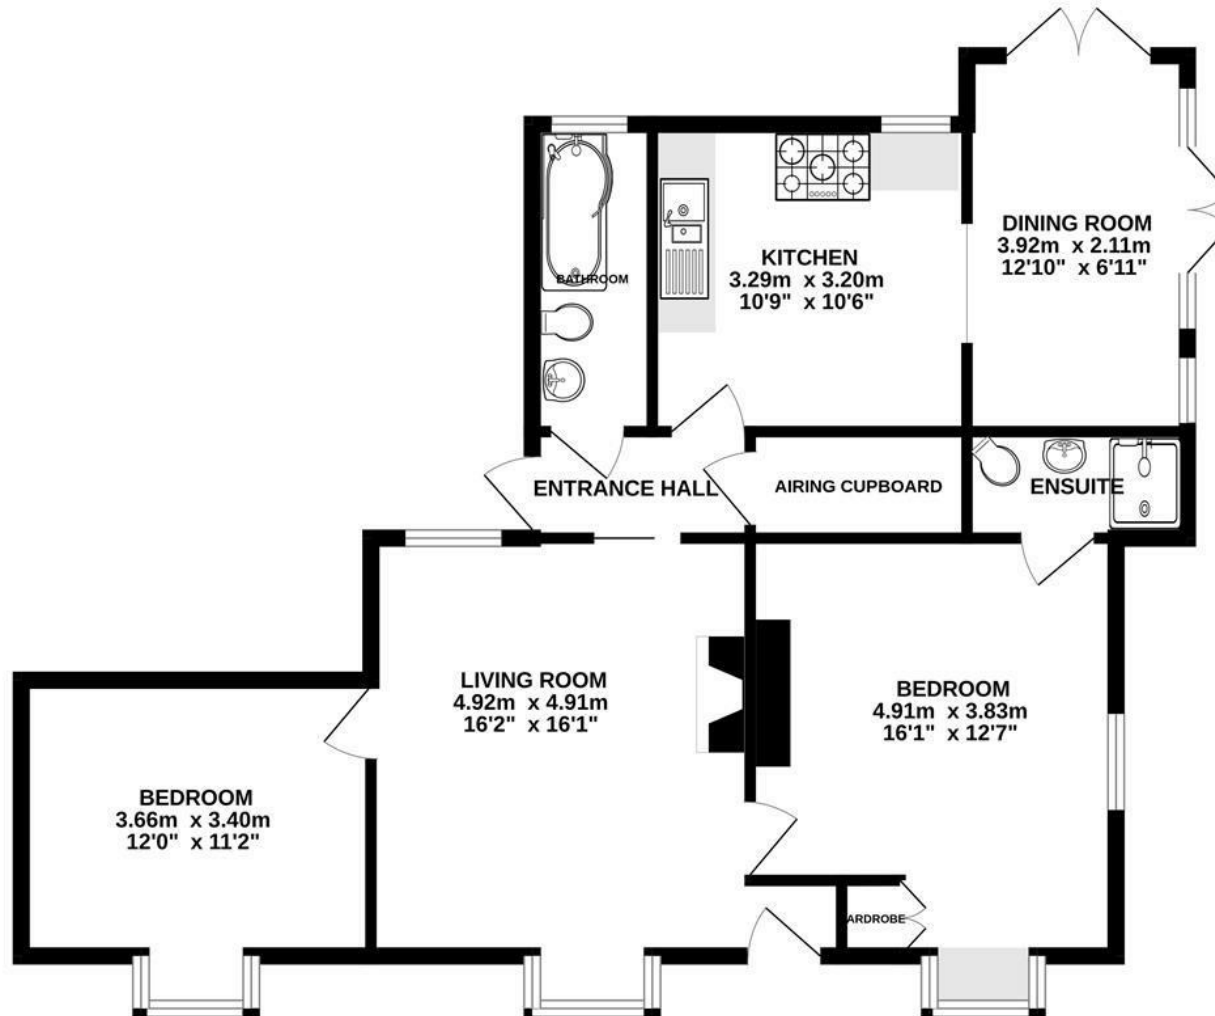 DINING ROOM
3.92m x 2.11m
12'10" x 6'11"
KITCHEN
3.29m x 3.20m
10'9" x 10'6"
BATHROOM
ENTRANCE HALL
AIRING CUPBOARD
ENSUITE
LIVING ROOM
4.92m x 4.91m
16'2" x 16'1"
BEDROOM
4.91m x 3.83m
16'1" x 12'7"
BEDROOM
3.66m x 3.40m
12'0" x 11'2"
ARDROBE